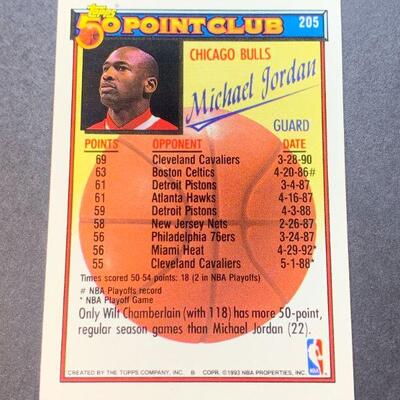 Topps
50 POINT CLUB
205
CHICAGO BULLS
Michael Jordan
GUARD
POINTS OPPONENT DATE
69 Cleveland Cavaliers 3-28-90
63 Boston Celtics 4-20-86#
61 Detroit Pistons 3-4-87
61 Atlanta Hawks 4-16-87
59 Detroit Pistons 4-3-88
58 New Jersey Nets 2-26-87
56 Philadelphia 76ers 3-24-87
56 Miami Heat 4-29-92*
55 Cleveland Cavaliers 5-1-88*
Times scored 50-54 points: 18 (2 in NBA Playoffs)
# NBA Playoffs record
* NBA Playoff Game
Only Wilt Chamberlain (with 118) has more 50-point,
regular season games than Michael Jordan (22).
NBA
CREATED BY THE TOPPS COMPANY, INC. B COPR. ©1993 NBA PROPERTIES, INC.